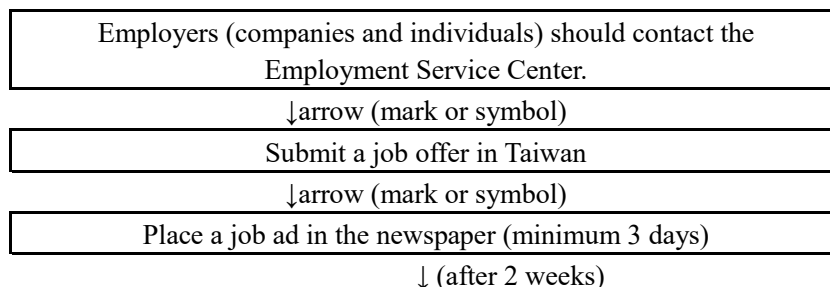 Employers (companies and individuals) should contact the
Employment Service Center.
↓arrow (mark or symbol)
Submit a job offer in Taiwan
↓arrow (mark or symbol)
Place a job ad in the newspaper (minimum 3 days)
↓ (after 2 weeks)